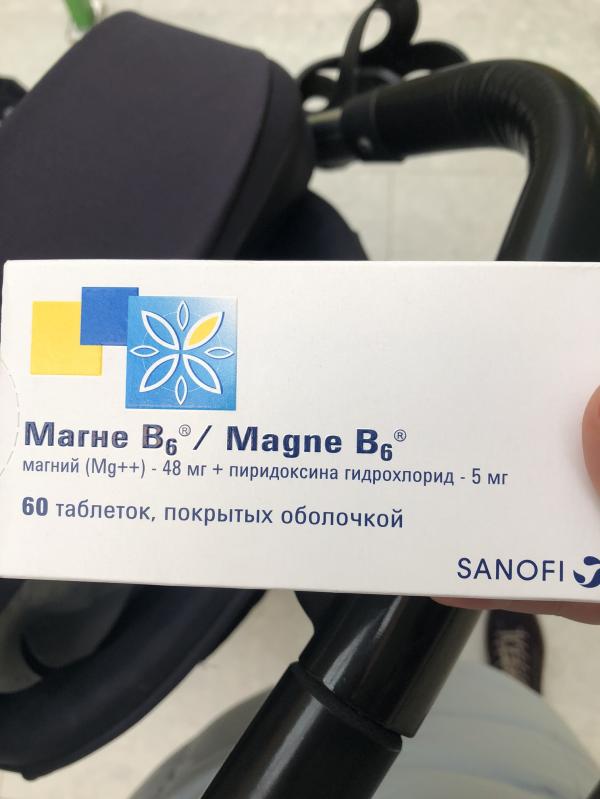 Магне B₆® / Magne B₆®
магний (Mg++) - 48 мг + пиридоксина гидрохлорид - 5 мг
60 таблеток, покрытых оболочкой
SANOFI